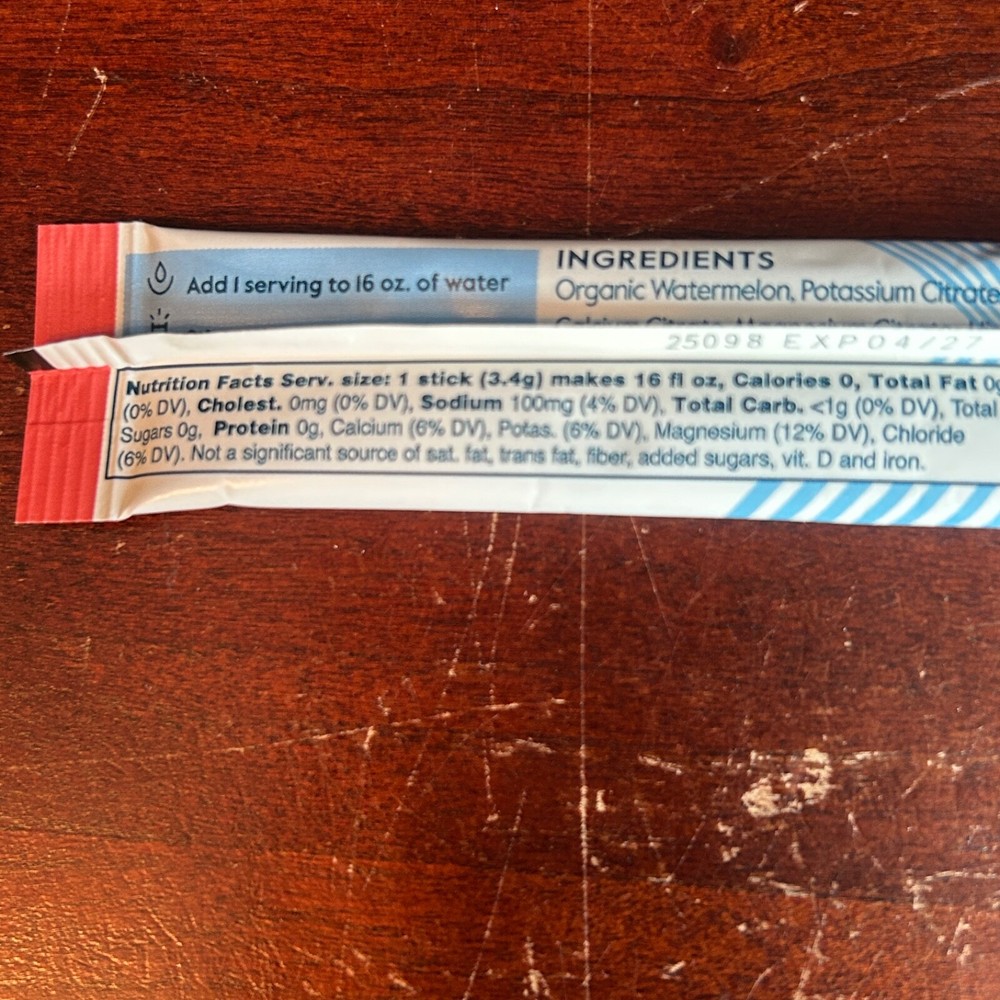 INGREDIENTS
Add 1 serving to 16 oz. of water
Organic Watermelon, Potassium Citrate
Calcium Citrate, Magnesium Citrate,
25098 EXP04/27
Nutrition Facts Serv. size: 1 stick (3.4g) makes 16 fl oz, Calories 0, Total Fat 0g
(0% DV), Cholest. 0mg (0% DV), Sodium 100mg (4% DV), Total Carb. <1g (0% DV), Total
Sugars 0g, Protein 0g, Calcium (6% DV), Potas. (6% DV), Magnesium (12% DV), Chloride
(6% DV). Not a significant source of sat. fat, trans fat, fiber, added sugars, vit. D and iron.